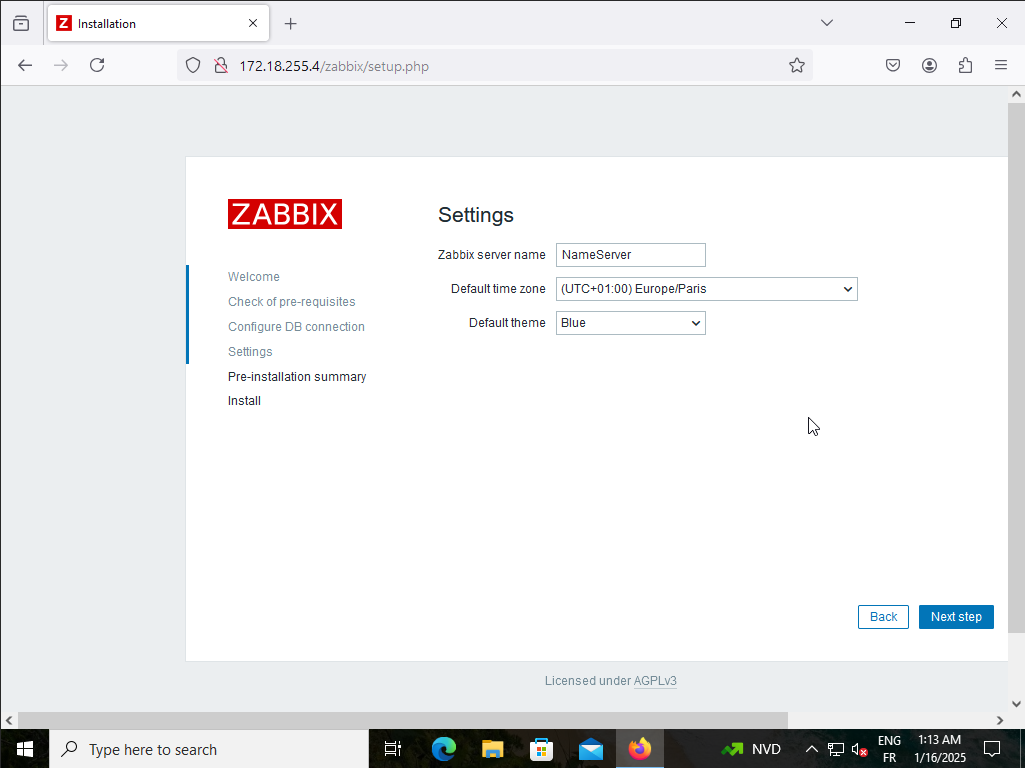 Z Installation
172.18.255.4/zabbix/setup.php
ZABBIX
Welcome
Check of pre-requisites
Configure DB connection
Settings
Pre-installation summary
Install
Settings
Zabbix server name NameServer
Default time zone (UTC+01:00) Europe/Paris
Default theme Blue
Back Next step
Licensed under AGPLv3
Type here to search
NVD
ENG
FR
1:13 AM
1/16/2025